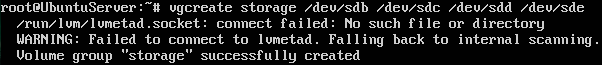 root@UbuntuServer:~# vgcreate storage /dev/sdb /dev/sdc /dev/sdd /dev/sde
/run/lvm/lvmetad.socket: connect failed: No such file or directory
WARNING: Failed to connect to lvmetad. Falling back to internal scanning.
Volume group "storage" successfully created